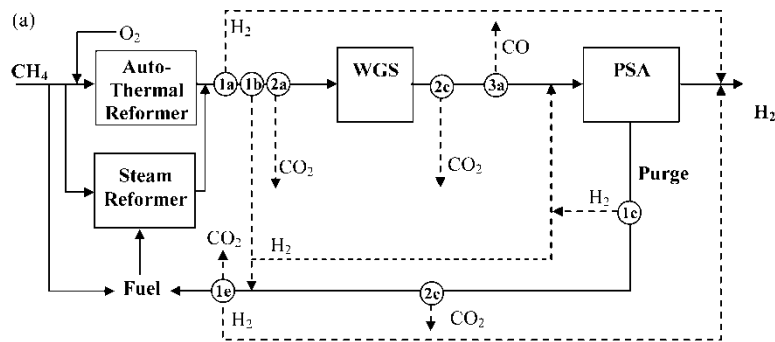 (a)
H₂
O₂
CO
CH₄
Auto-
Thermal
Reformer
1a
1b
2a
WGS
2c
3a
PSA
H₂
CO₂
CO₂
Steam
Reformer
Purge
H₂
1c
CO₂
H₂
Fuel
1e
2c
H₂
CO₂